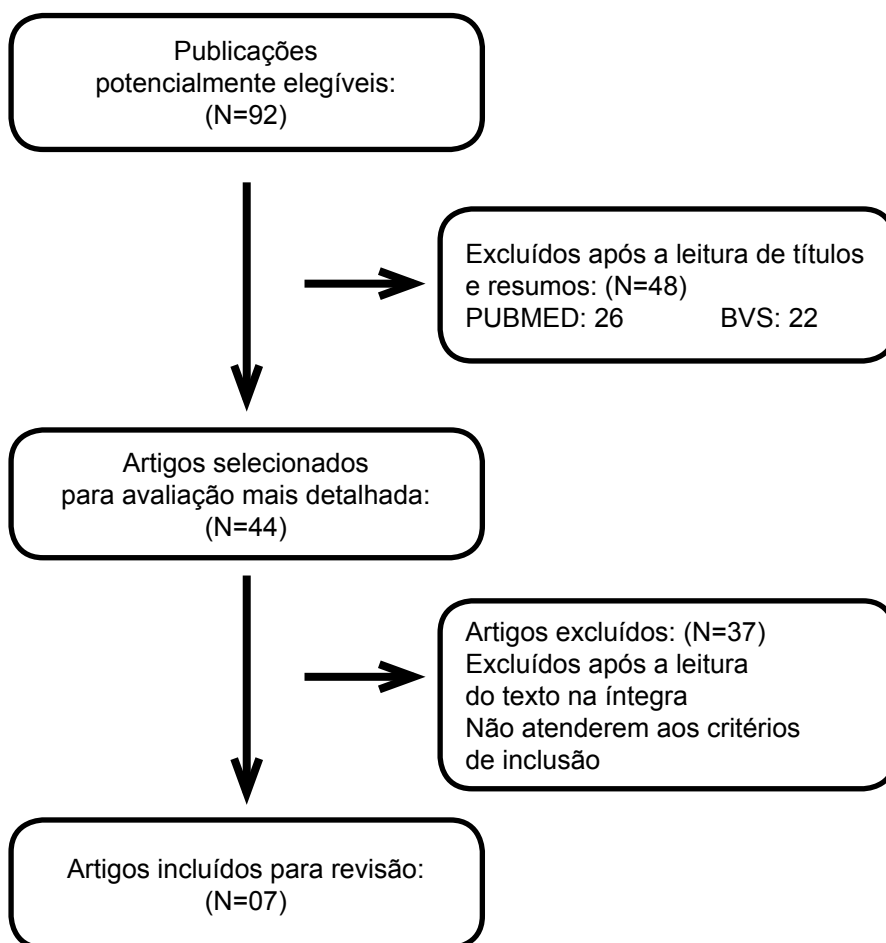 Publicações
potencialmente elegíveis:
(N=92)
Excluídos após a leitura de títulos
e resumos: (N=48)
PUBMED: 26 BVS: 22
Artigos selecionados
para avaliação mais detalhada:
(N=44)
Artigos excluídos: (N=37)
Excluídos após a leitura
do texto na íntegra
Não atenderem aos critérios
de inclusão
Artigos incluídos para revisão:
(N=07)